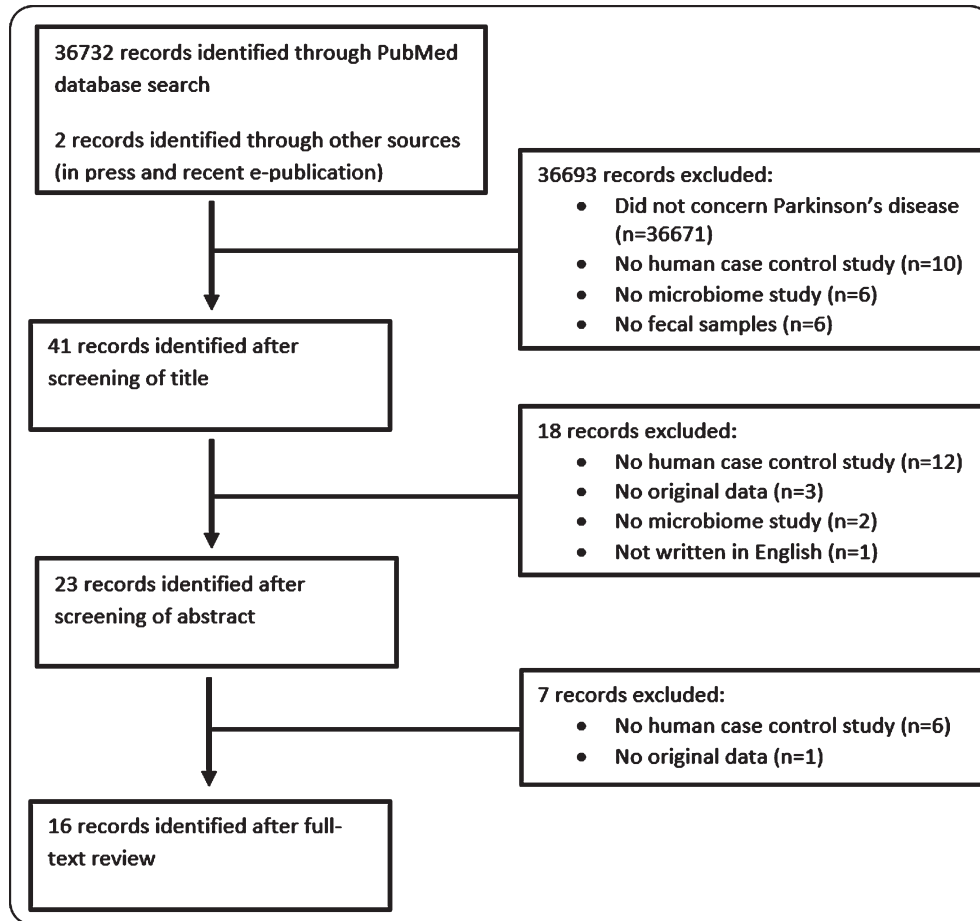 36732 records identified through PubMed
database search
2 records identified through other sources
(in press and recent e-publication)
36693 records excluded:
• Did not concern Parkinson's disease
(n=36671)
• No human case control study (n=10)
• No microbiome study (n=6)
• No fecal samples (n=6)
41 records identified after
screening of title
18 records excluded:
• No human case control study (n=12)
• No original data (n=3)
• No microbiome study (n=2)
• Not written in English (n=1)
23 records identified after
screening of abstract
7 records excluded:
• No human case control study (n=6)
• No original data (n=1)
16 records identified after full-
text review